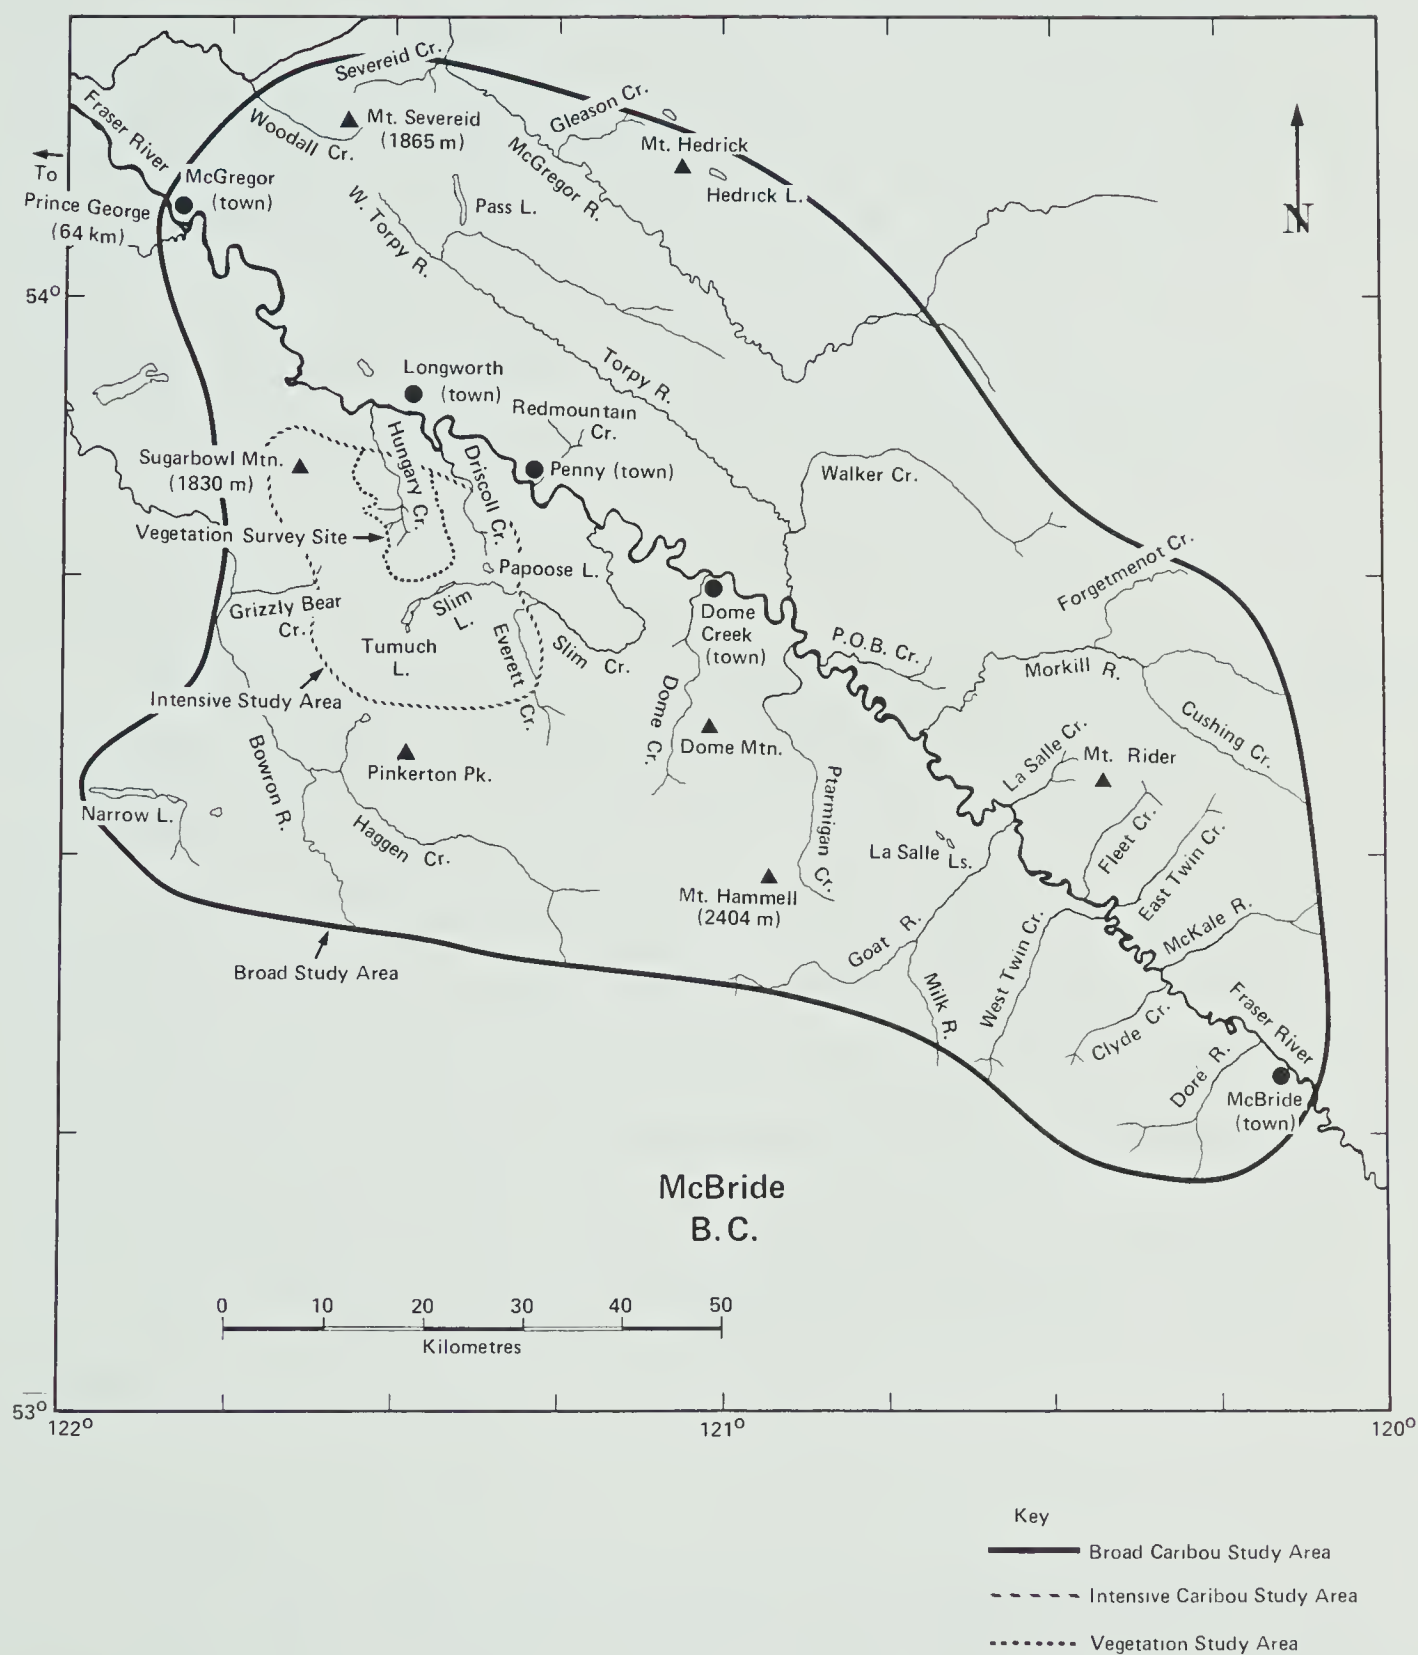 Severeid Cr.
Fraser River
Woodall Cr.
Mt. Severeid
(1865 m)
Gleason Cr.
McGregor R.
Mt. Hedrick
Hedrick L.
N
To
Prince George
(64 km)
McGregor
(town)
Pass L.
W. Torpy R.
54°
Torpy R.
Longworth
(town)
Redmountain
Cr.
Hungary Cr.
Driscoll Cr.
Penny (town)
Sugarbowl Mtn.
(1830 m)
Walker Cr.
Vegetation Survey Site
Papoose L.
Forgetmenot Cr.
Grizzly Bear
Cr.
Slim
L.
Tumuch
L.
Everett Cr.
Slim Cr.
Dome
Creek
(town)
P.O.B. Cr.
Morkill R.
Intensive Study Area
Dome Cr.
Dome Mtn.
Cushing Cr.
Bowron R.
Pinkerton Pk.
La Salle Cr.
Mt. Rider
Narrow L.
Haggen Cr.
Ptarmigan Cr.
La Salle Ls.
Fleet Cr.
East Twin Cr.
Mt. Hammell
(2404 m)
Goat R.
McKale R.
Broad Study Area
Milk R.
West Twin Cr.
Clyde Cr.
Fraser River
Doré R.
McBride
(town)
McBride
B.C.
0 10 20 30 40 50
Kilometres
53°
122° 121° 120°
Key
Broad Caribou Study Area
Intensive Caribou Study Area
Vegetation Study Area